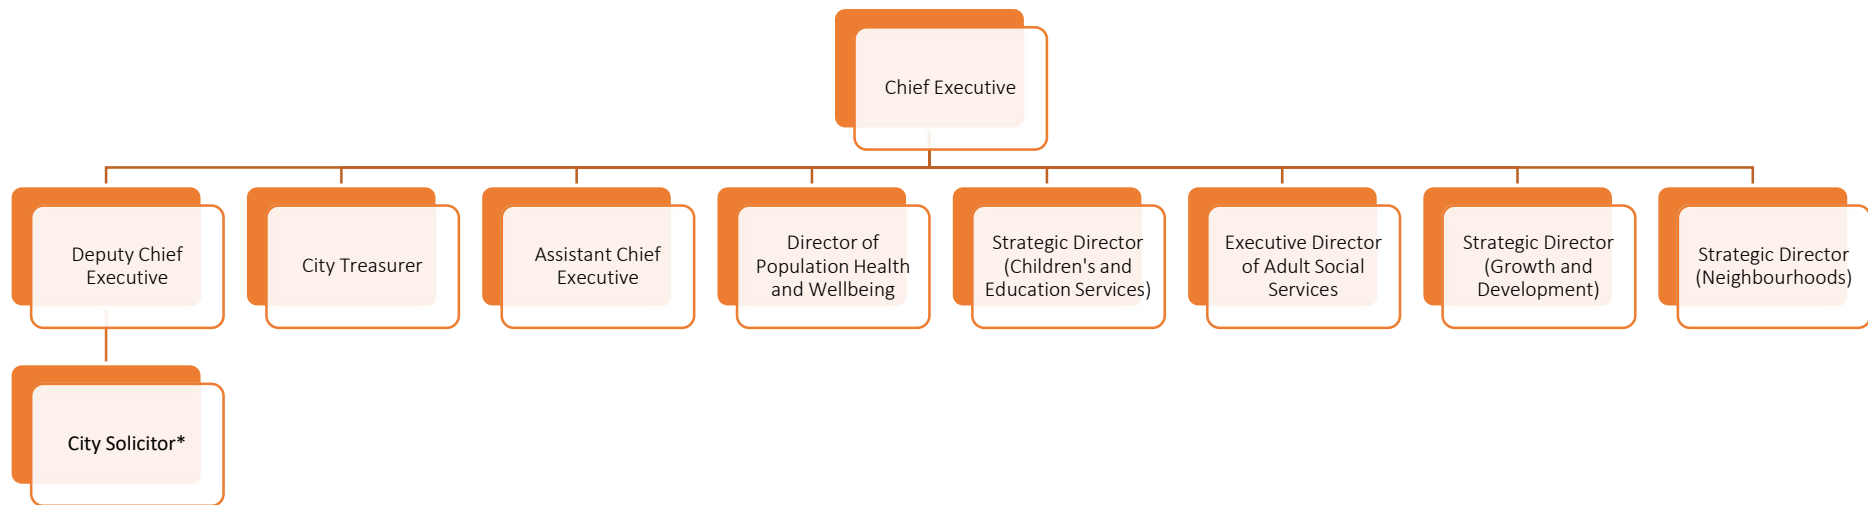 Chief Executive
Deputy Chief
Executive
City Treasurer
Assistant Chief
Executive
Director of
Population Health
and Wellbeing
Strategic Director
(Children's and
Education Services)
Executive Director
of Adult Social
Services
Strategic Director
(Growth and
Development)
Strategic Director
(Neighbourhoods)
City Solicitor*